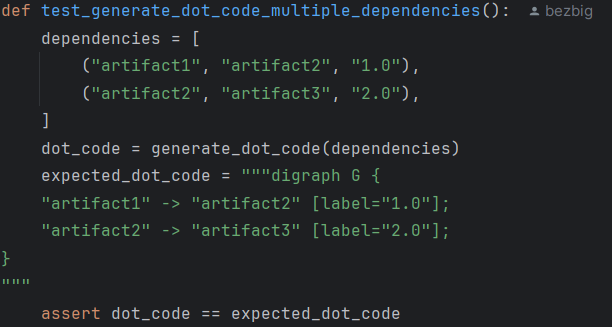 def test_generate_dot_code_multiple_dependencies(): bezbig
    dependencies = [
        ("artifact1", "artifact2", "1.0"),
        ("artifact2", "artifact3", "2.0"),
    ]
    dot_code = generate_dot_code(dependencies)
    expected_dot_code = """digraph G {
    "artifact1" -> "artifact2" [label="1.0"];
    "artifact2" -> "artifact3" [label="2.0"];
}
"""
    assert dot_code == expected_dot_code